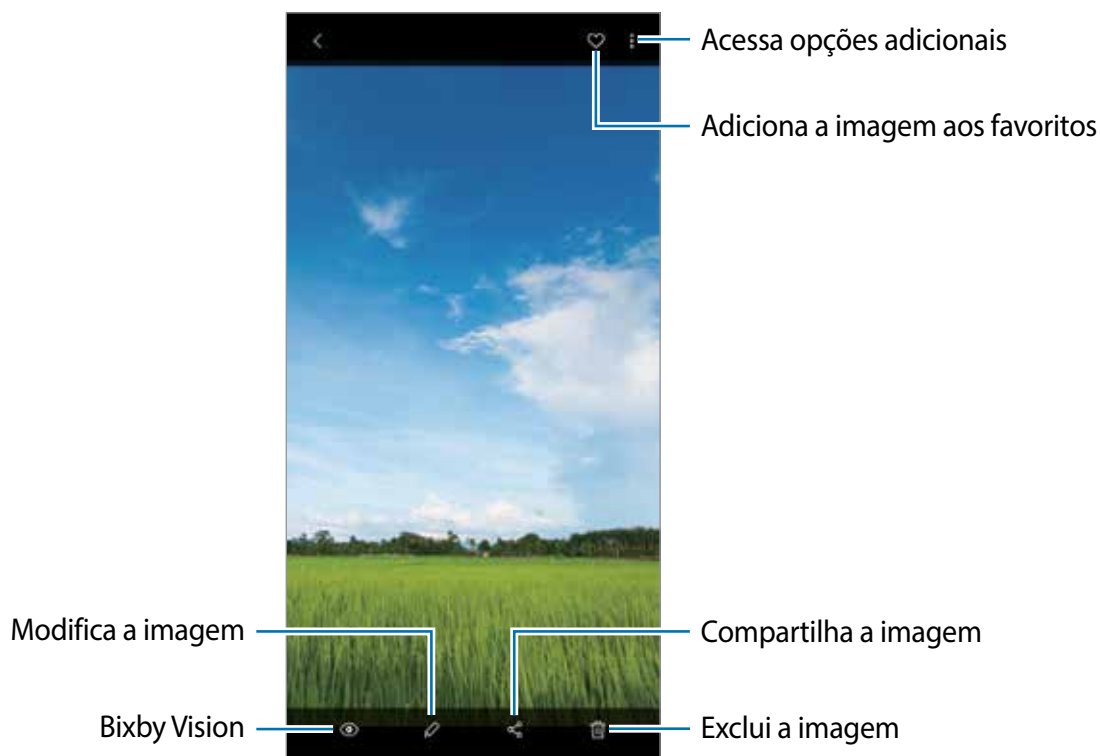 Acessa opções adicionais
Adiciona a imagem aos favoritos
Modifica a imagem
Compartilha a imagem
Bixby Vision
Exclui a imagem